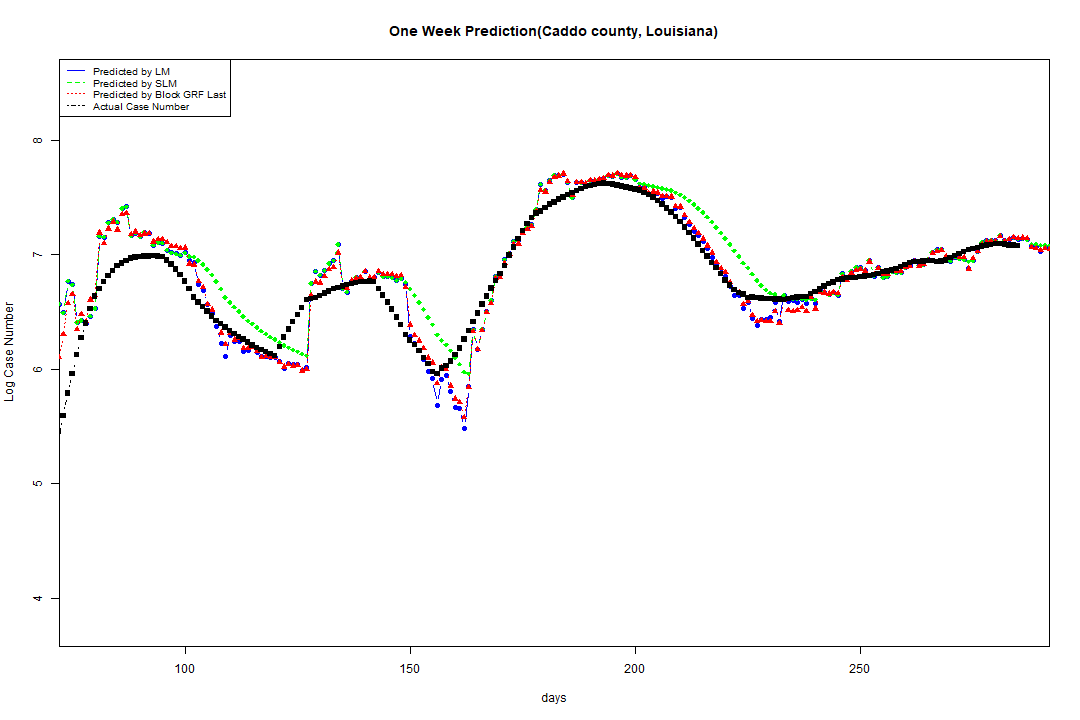 One Week Prediction(Caddo county, Louisiana)
Predicted by LM
Predicted by SLM
Predicted by Block GRF Last
Actual Case Number
8
7
6
5
4
Log Case Number
100
150
200
250
days